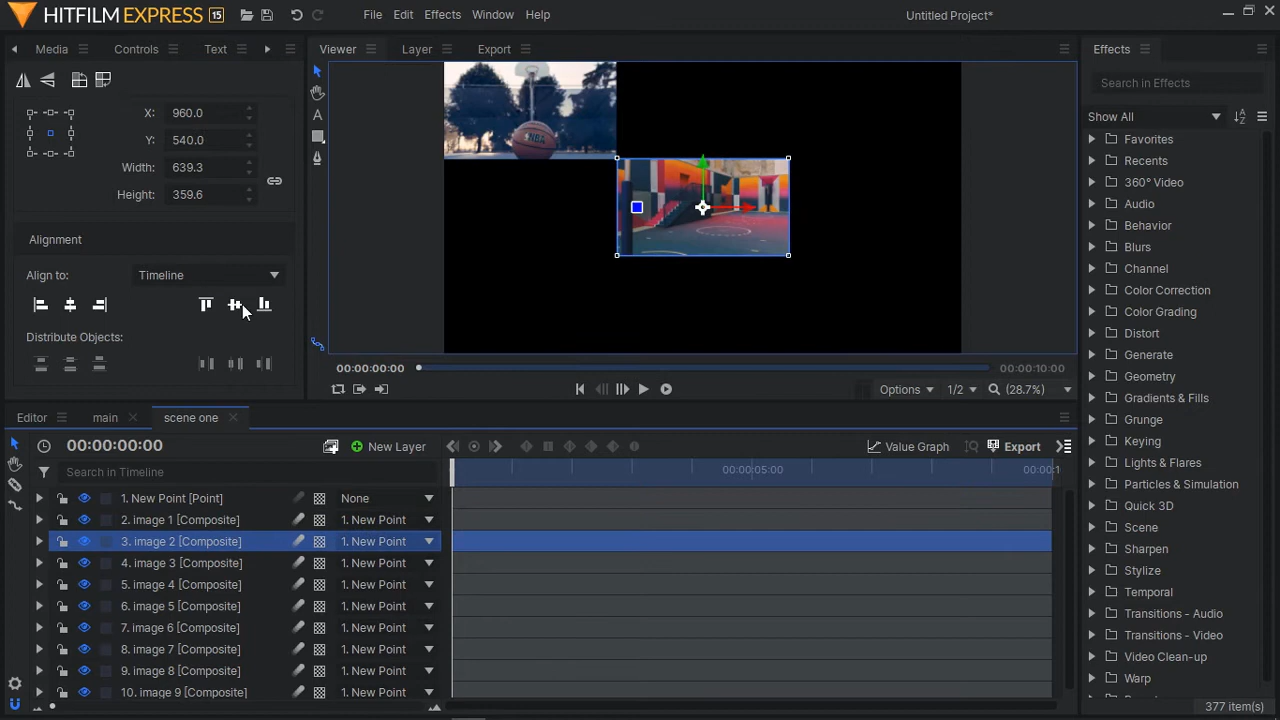 HITFILM EXPRESS 15
File Edit Effects Window Help
Untitled Project*
Media Controls Text
Viewer Layer Export
Effects
X: 960.0
Y: 540.0
Width: 639.3
Height: 359.6
Alignment
Align to: Timeline
Distribute Objects:
NBA
00:00:00:00
00:00:10:00
Options 1/2 (28.7%)
Search in Effects
Show All
Favorites
Recents
360° Video
Audio
Behavior
Blurs
Channel
Color Correction
Color Grading
Distort
Generate
Geometry
Gradients & Fills
Grunge
Keying
Lights & Flares
Particles & Simulation
Quick 3D
Scene
Sharpen
Stylize
Temporal
Transitions - Audio
Transitions - Video
Video Clean-up
Warp
377 item(s)
Editor main scene one
00:00:00:00
New Layer
Value Graph
Export
Search in Timeline
00:00:05:00
00:00:1
1. New Point [Point] None
2. image 1 [Composite] 1. New Point
3. image 2 [Composite] 1. New Point
4. image 3 [Composite] 1. New Point
5. image 4 [Composite] 1. New Point
6. image 5 [Composite] 1. New Point
7. image 6 [Composite] 1. New Point
8. image 7 [Composite] 1. New Point
9. image 8 [Composite] 1. New Point
10. image 9 [Composite] 1. New Point